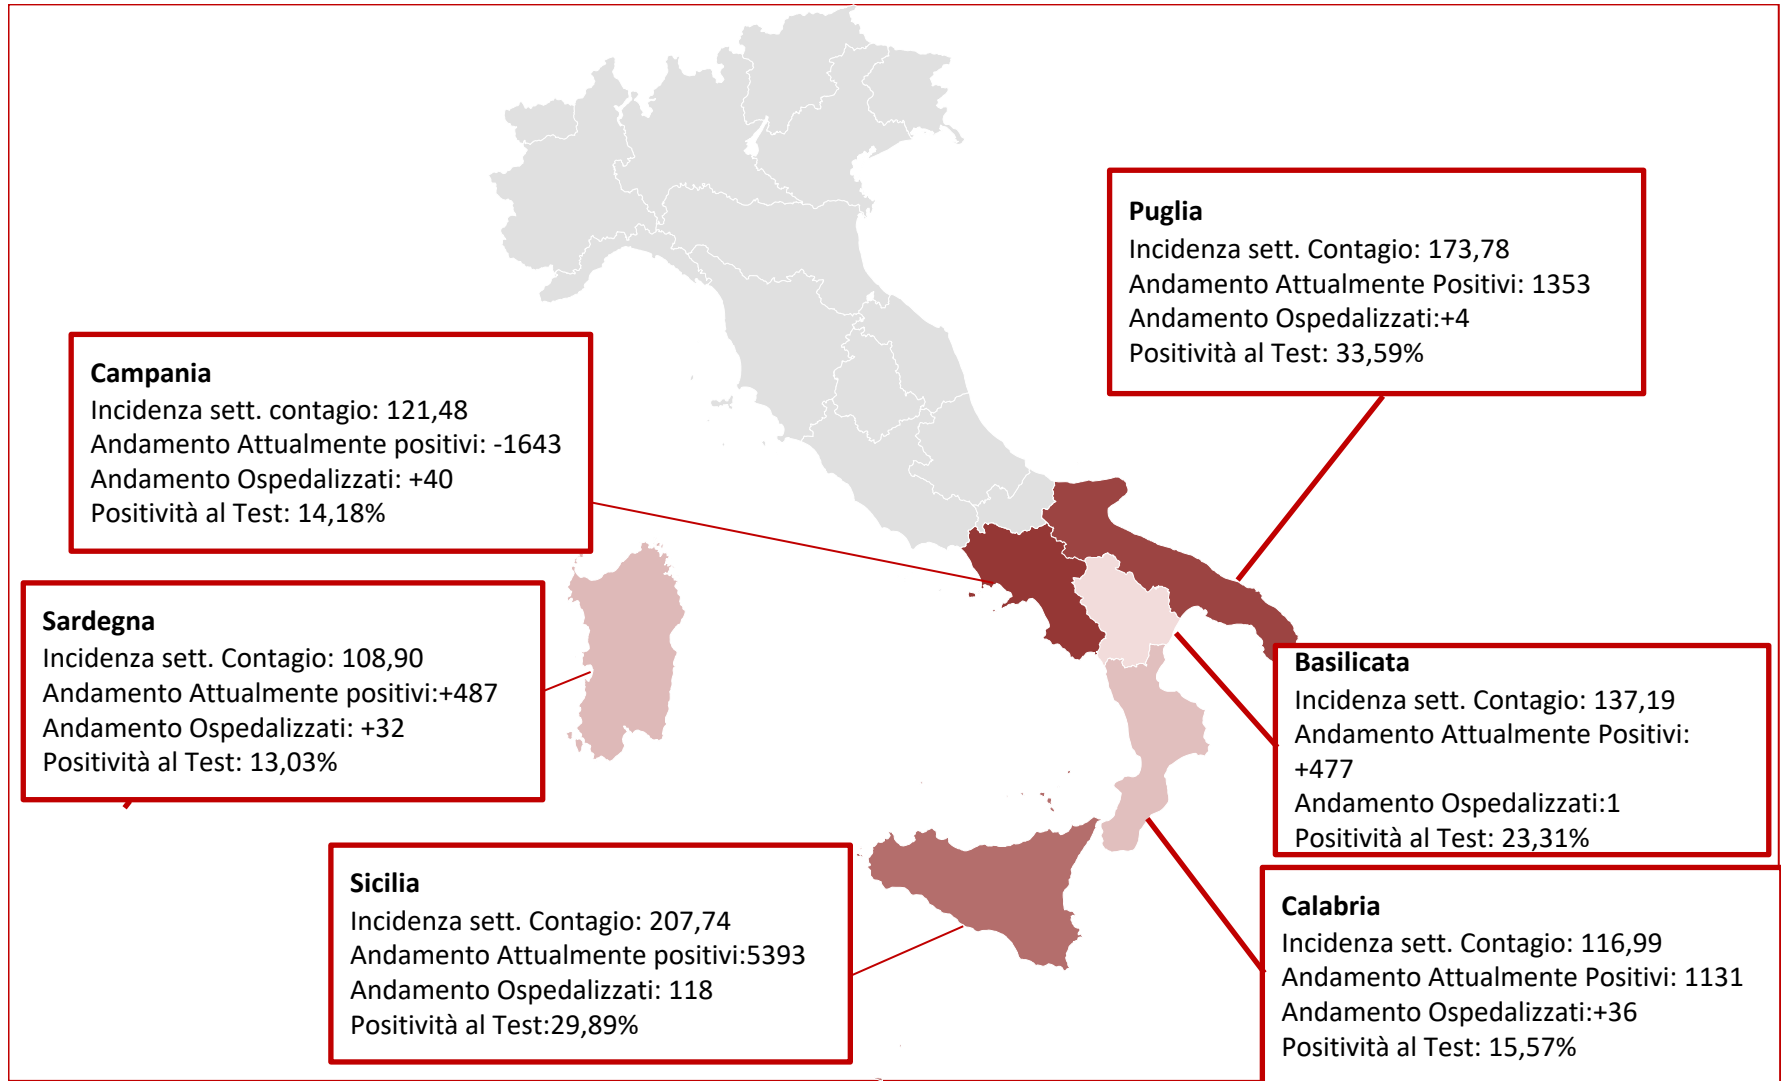 Puglia
Incidenza sett. Contagio: 173,78
Andamento Attualmente Positivi: 1353
Andamento Ospedalizzati:+4
Positività al Test: 33,59%
Campania
Incidenza sett. contagio: 121,48
Andamento Attualmente positivi: -1643
Andamento Ospedalizzati: +40
Positività al Test: 14,18%
Sardegna
Incidenza sett. Contagio: 108,90
Andamento Attualmente positivi:+487
Andamento Ospedalizzati: +32
Positività al Test: 13,03%
Basilicata
Incidenza sett. Contagio: 137,19
Andamento Attualmente Positivi:
+477
Andamento Ospedalizzati:1
Positività al Test: 23,31%
Sicilia
Incidenza sett. Contagio: 207,74
Andamento Attualmente positivi:5393
Andamento Ospedalizzati: 118
Positività al Test:29,89%
Calabria
Incidenza sett. Contagio: 116,99
Andamento Attualmente Positivi: 1131
Andamento Ospedalizzati:+36
Positività al Test: 15,57%